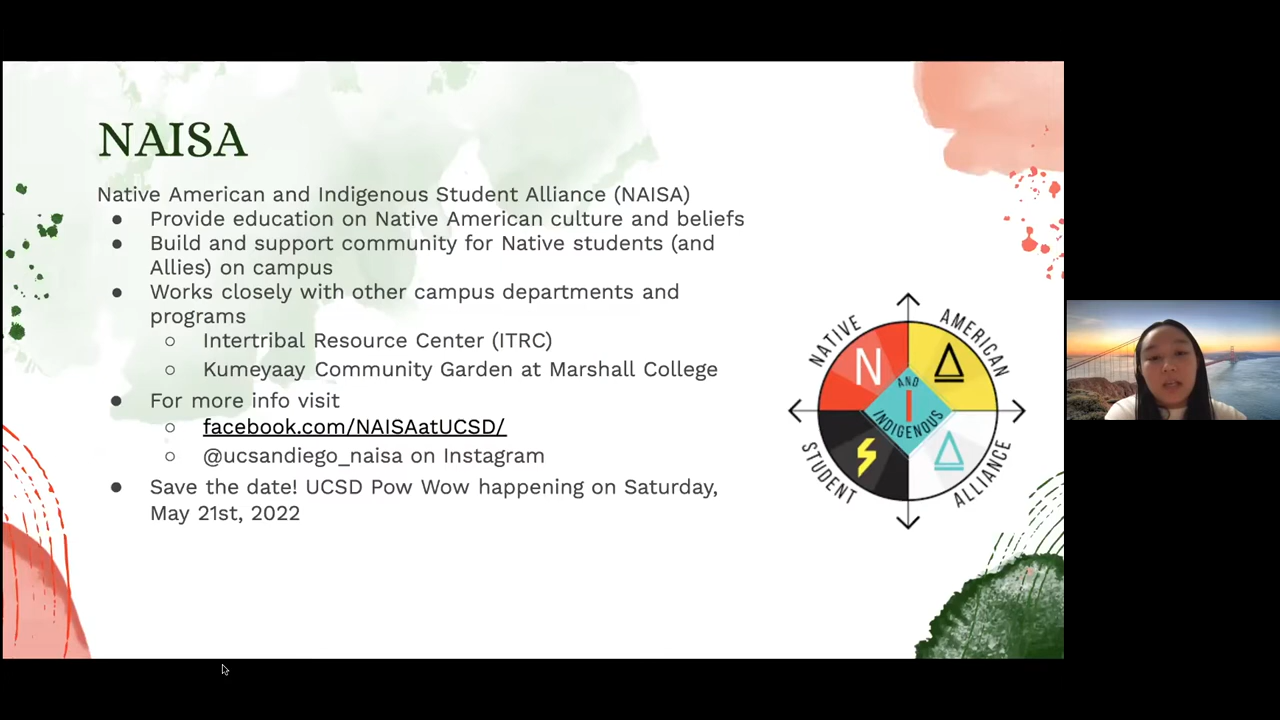 NAISA
Native American and Indigenous Student Alliance (NAISA)
● Provide education on Native American culture and beliefs
● Build and support community for Native students (and
Allies) on campus
● Works closely with other campus departments and
programs
○ Intertribal Resource Center (ITRC)
○ Kumeyaay Community Garden at Marshall College
● For more info visit
○ facebook.com/NAISAatUCSD/
○ @ucsandiego_naisa on Instagram
● Save the date! UCSD Pow Wow happening on Saturday,
May 21st, 2022
NATIVE
AMERICAN
N
AND
I
INDIGENOUS
STUDENT
ALLIANCE